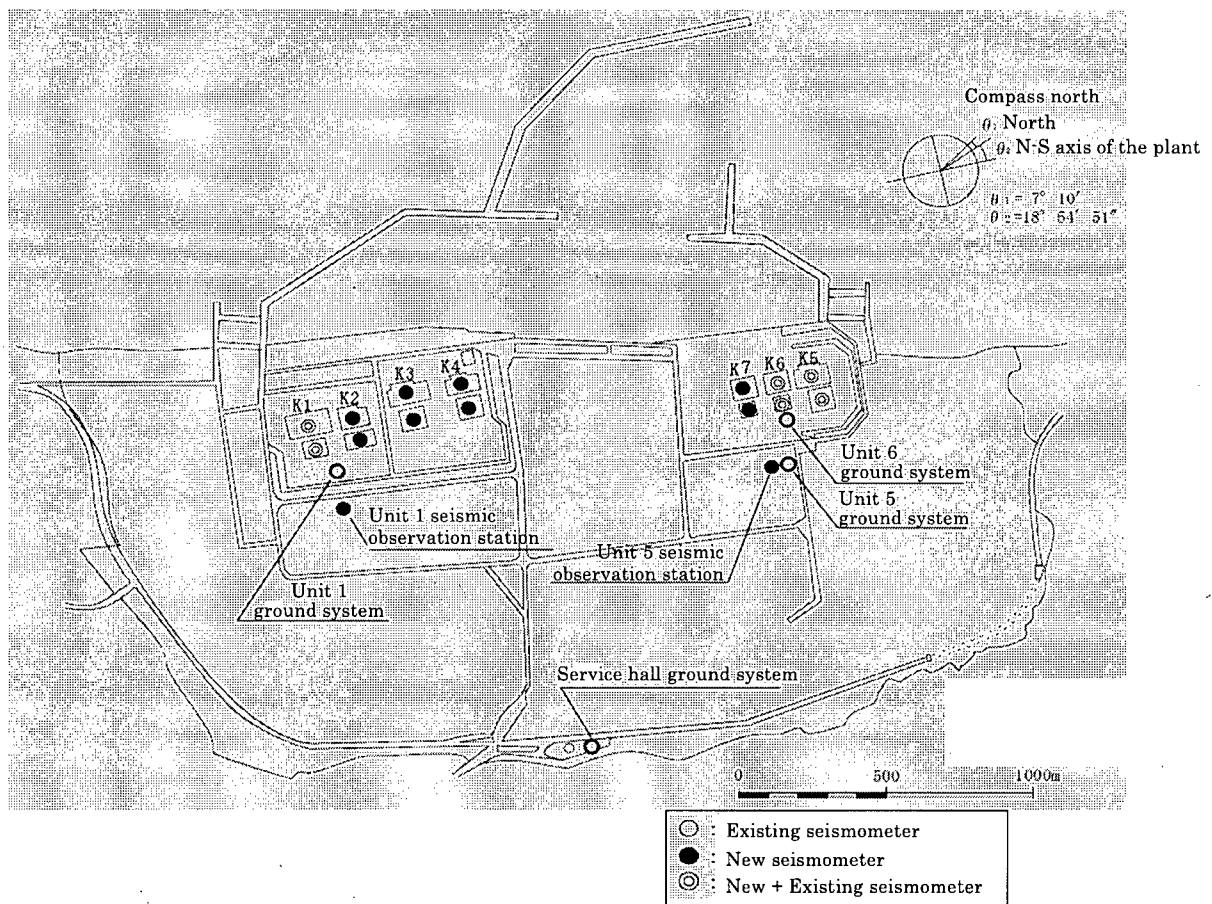 Compass north
θ₁ North
θ₂ N-S axis of the plant
θ₁ = 7° 10′
θ₂ =18° 54′ 51″
K1
K2
K3
K4
K7
K6
K5
Unit 6
ground system
Unit 5
ground system
Unit 1 seismic
observation station
Unit 5 seismic
observation station
Unit 1
ground system
Service hall ground system
0 500 1000m
: Existing seismometer
: New seismometer
: New + Existing seismometer